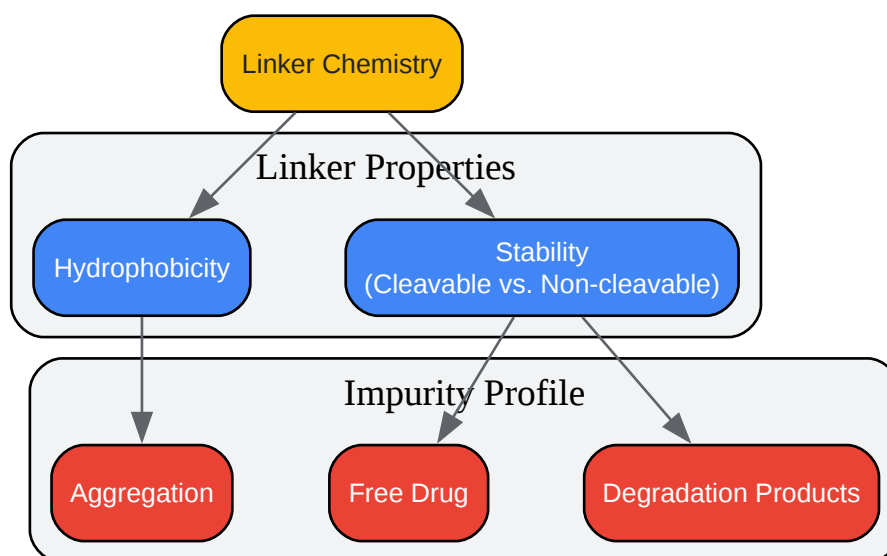 Linker Chemistry
Linker Properties
Hydrophobicity
Stability
(Cleavable vs. Non-cleavable)
Impurity Profile
Aggregation
Free Drug
Degradation Products